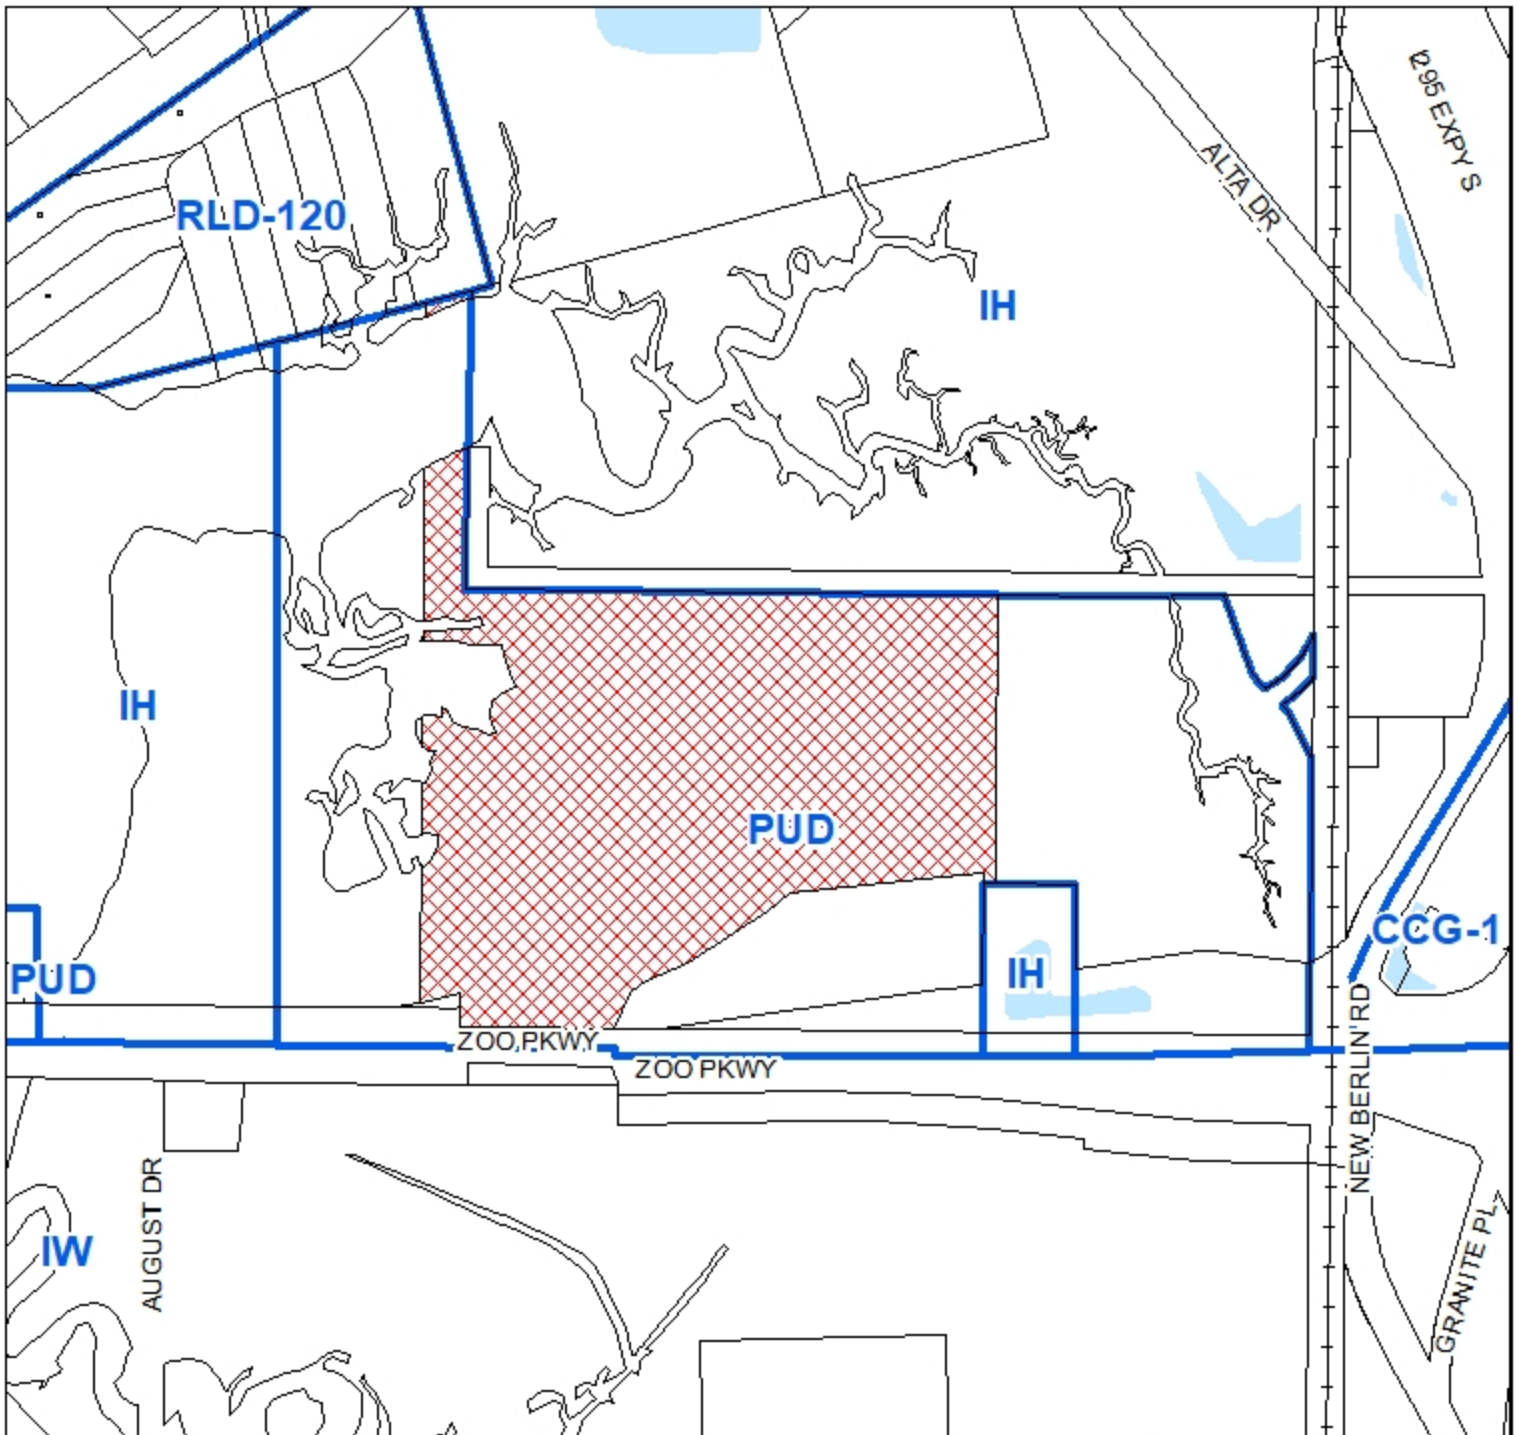 I295 EXPY S
ALTA DR
RLD-120
IH
IH
PUD
CCG-1
PUD
IH
ZOO PKWY
ZOO PKWY
NEW BERLIN RD
AUGUST DR
IW
GRANITE PL